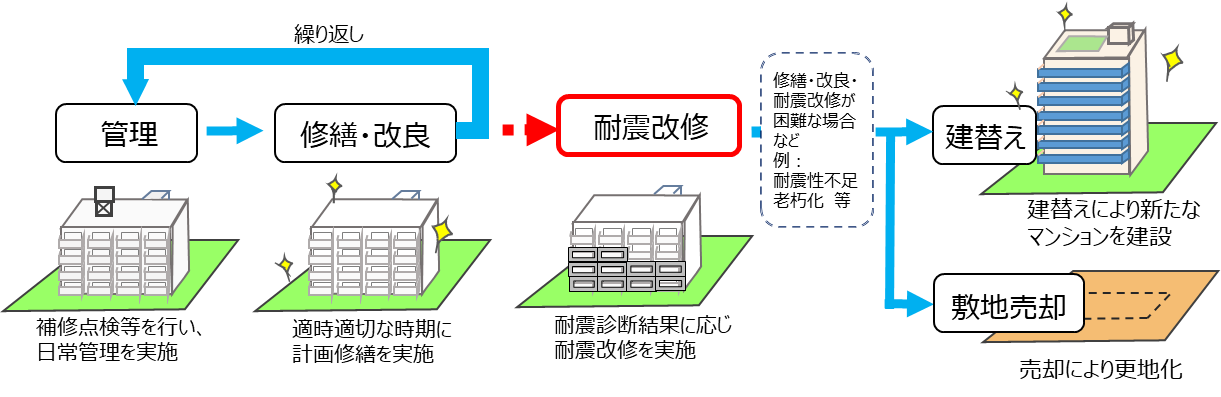 繰り返し
管理
修繕・改良
耐震改修
修繕・改良・
耐震改修が
困難な場合
など
例：
耐震性不足
老朽化 等
建替え
建替えにより新たな
マンションを建設
敷地売却
補修点検等を行い、
日常管理を実施
適時適切な時期に
計画修繕を実施
耐震診断結果に応じ
耐震改修を実施
売却により更地化